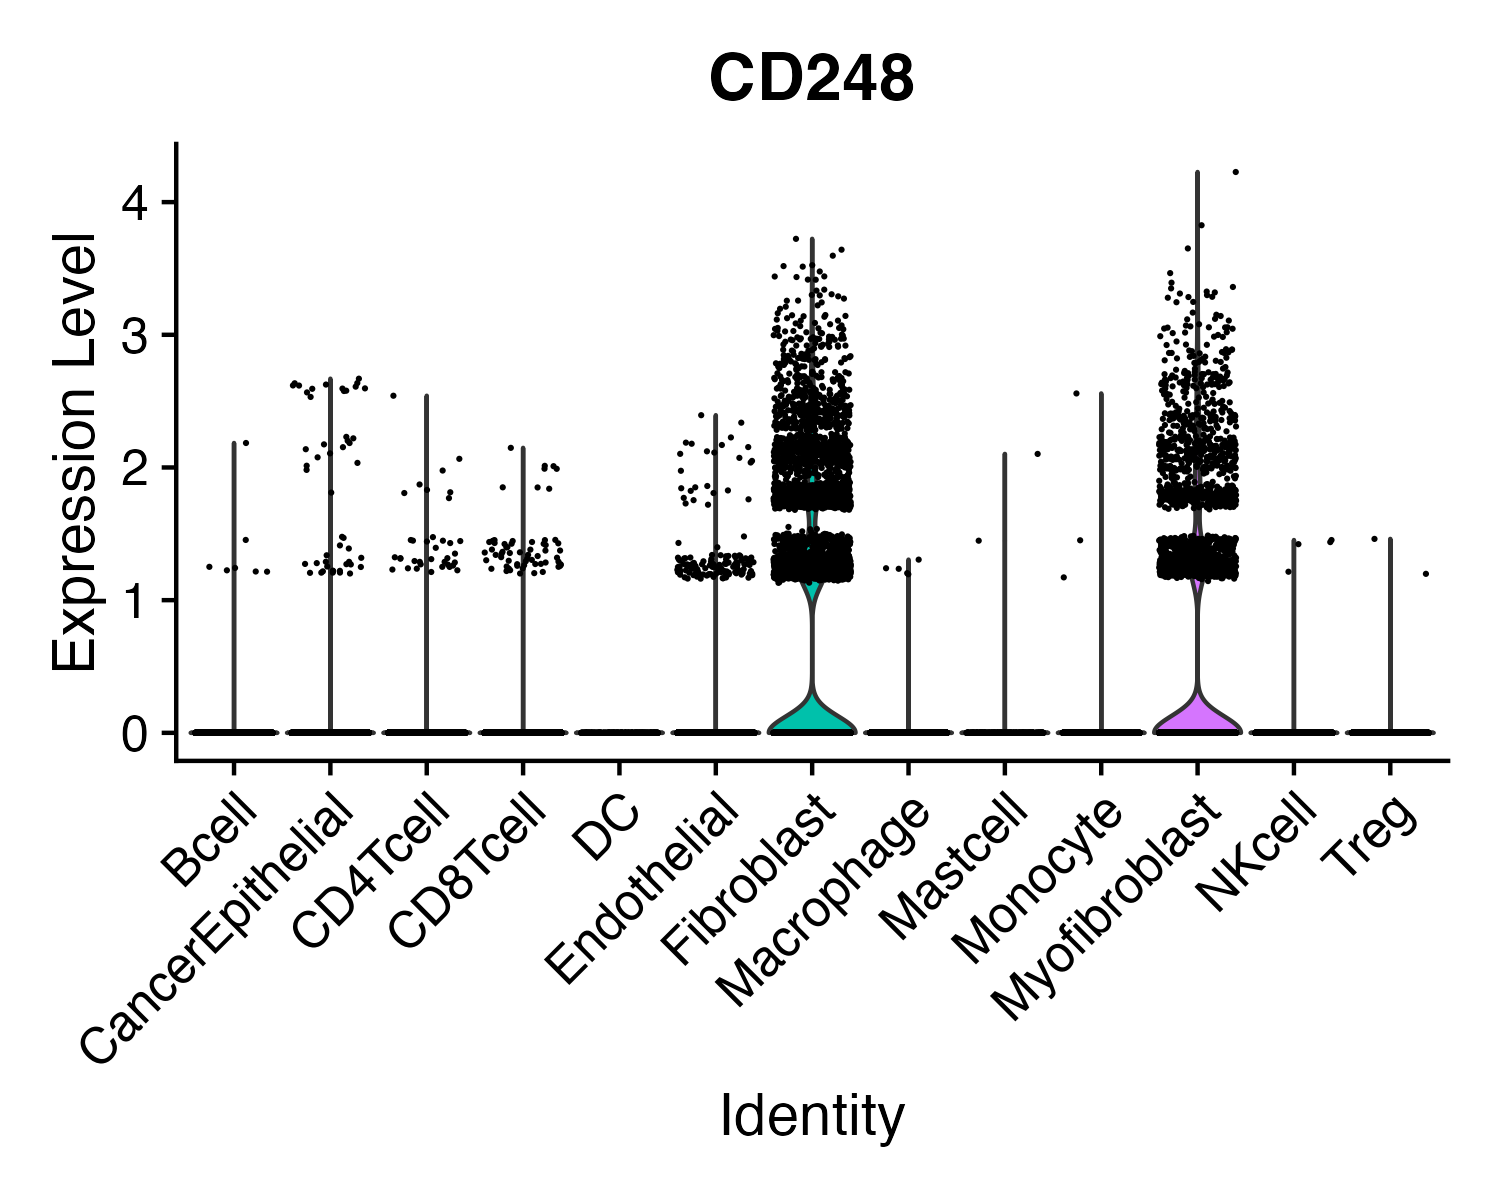 CD248
Expression Level
4
3
2
1
0
Bcell
CancerEpithelial
CD4Tcell
CD8Tcell
DC
Endothelial
Fibroblast
Macrophage
Mastcell
Monocyte
Myofibroblast
NKcell
Treg
Identity